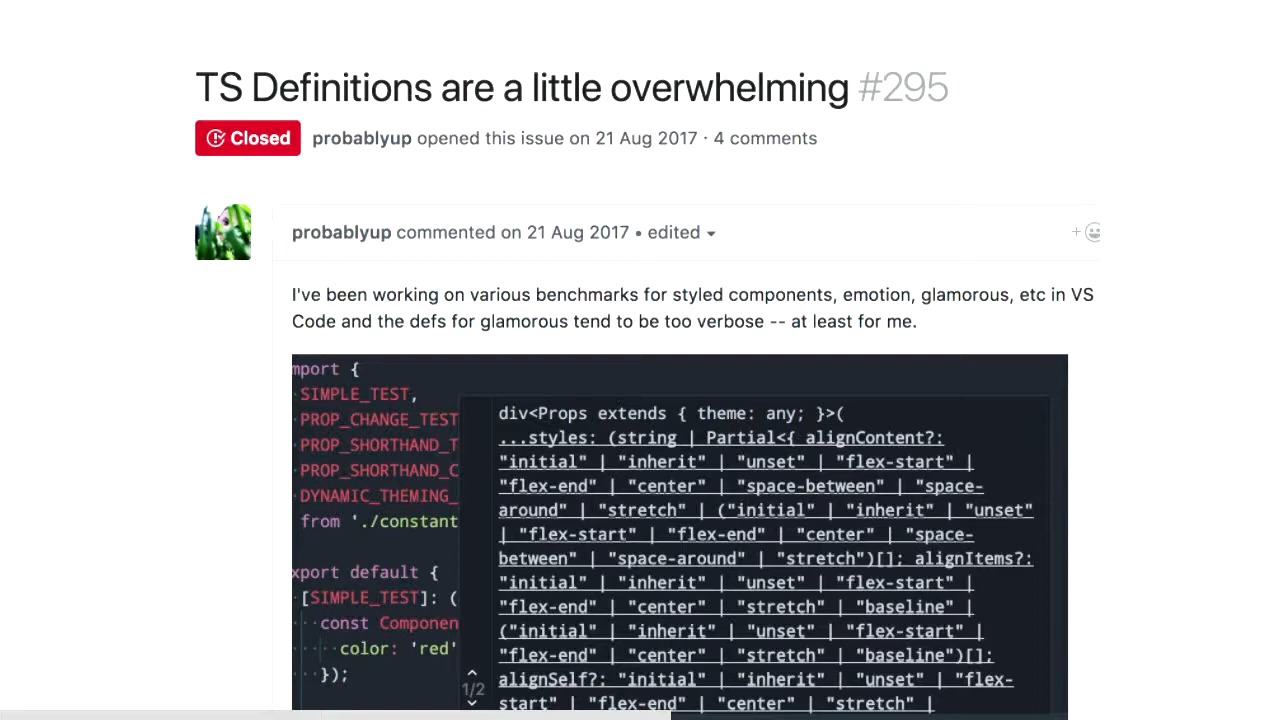 TS Definitions are a little overwhelming #295
Closed probablyup opened this issue on 21 Aug 2017 · 4 comments
probablyup commented on 21 Aug 2017 • edited
I've been working on various benchmarks for styled components, emotion, glamorous, etc in VS
Code and the defs for glamorous tend to be too verbose -- at least for me.
mport {
SIMPLE_TEST,
PROP_CHANGE_TEST
PROP_SHORTHAND_T
PROP_SHORTHAND_C
DYNAMIC_THEMING_
from './constant
xport default {
[SIMPLE_TEST]: (
const Componen
color: 'red'
});
1/2
div<Props extends { theme: any; }>(
...styles: (string | Partial<{ alignContent?:
"initial" | "inherit" | "unset" | "flex-start" |
"flex-end" | "center" | "space-between" | "space-
around" | "stretch" | ("initial" | "inherit" | "unset"
| "flex-start" | "flex-end" | "center" | "space-
between" | "space-around" | "stretch")[]; alignItems?:
"initial" | "inherit" | "unset" | "flex-start" |
"flex-end" | "center" | "stretch" | "baseline" |
("initial" | "inherit" | "unset" | "flex-start" |
"flex-end" | "center" | "stretch" | "baseline")[];
alignSelf?: "initial" | "inherit" | "unset" | "flex-
start" | "flex-end" | "center" | "stretch" |